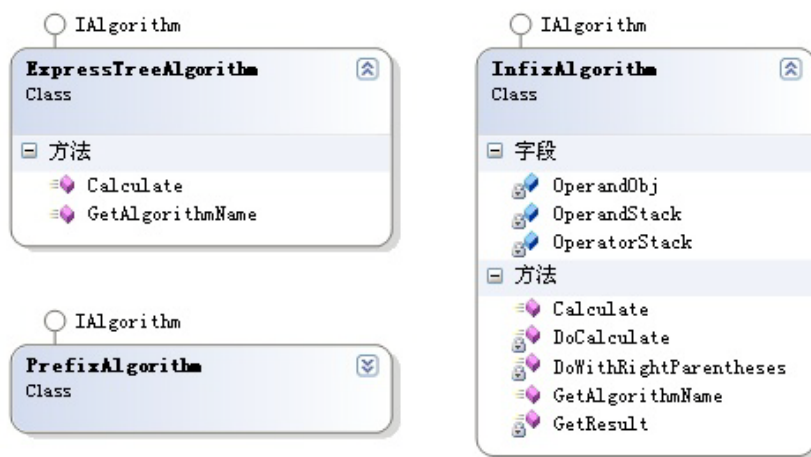 IAlgorithm
ExpressTreeAlgorithm
Class
方法
Calculate
GetAlgorithmName
IAlgorithm
PrefixAlgorithm
Class
IAlgorithm
InfixAlgorithm
Class
字段
OperandObj
OperandStack
OperatorStack
方法
Calculate
DoCalculate
DoWithRightParentheses
GetAlgorithmName
GetResult